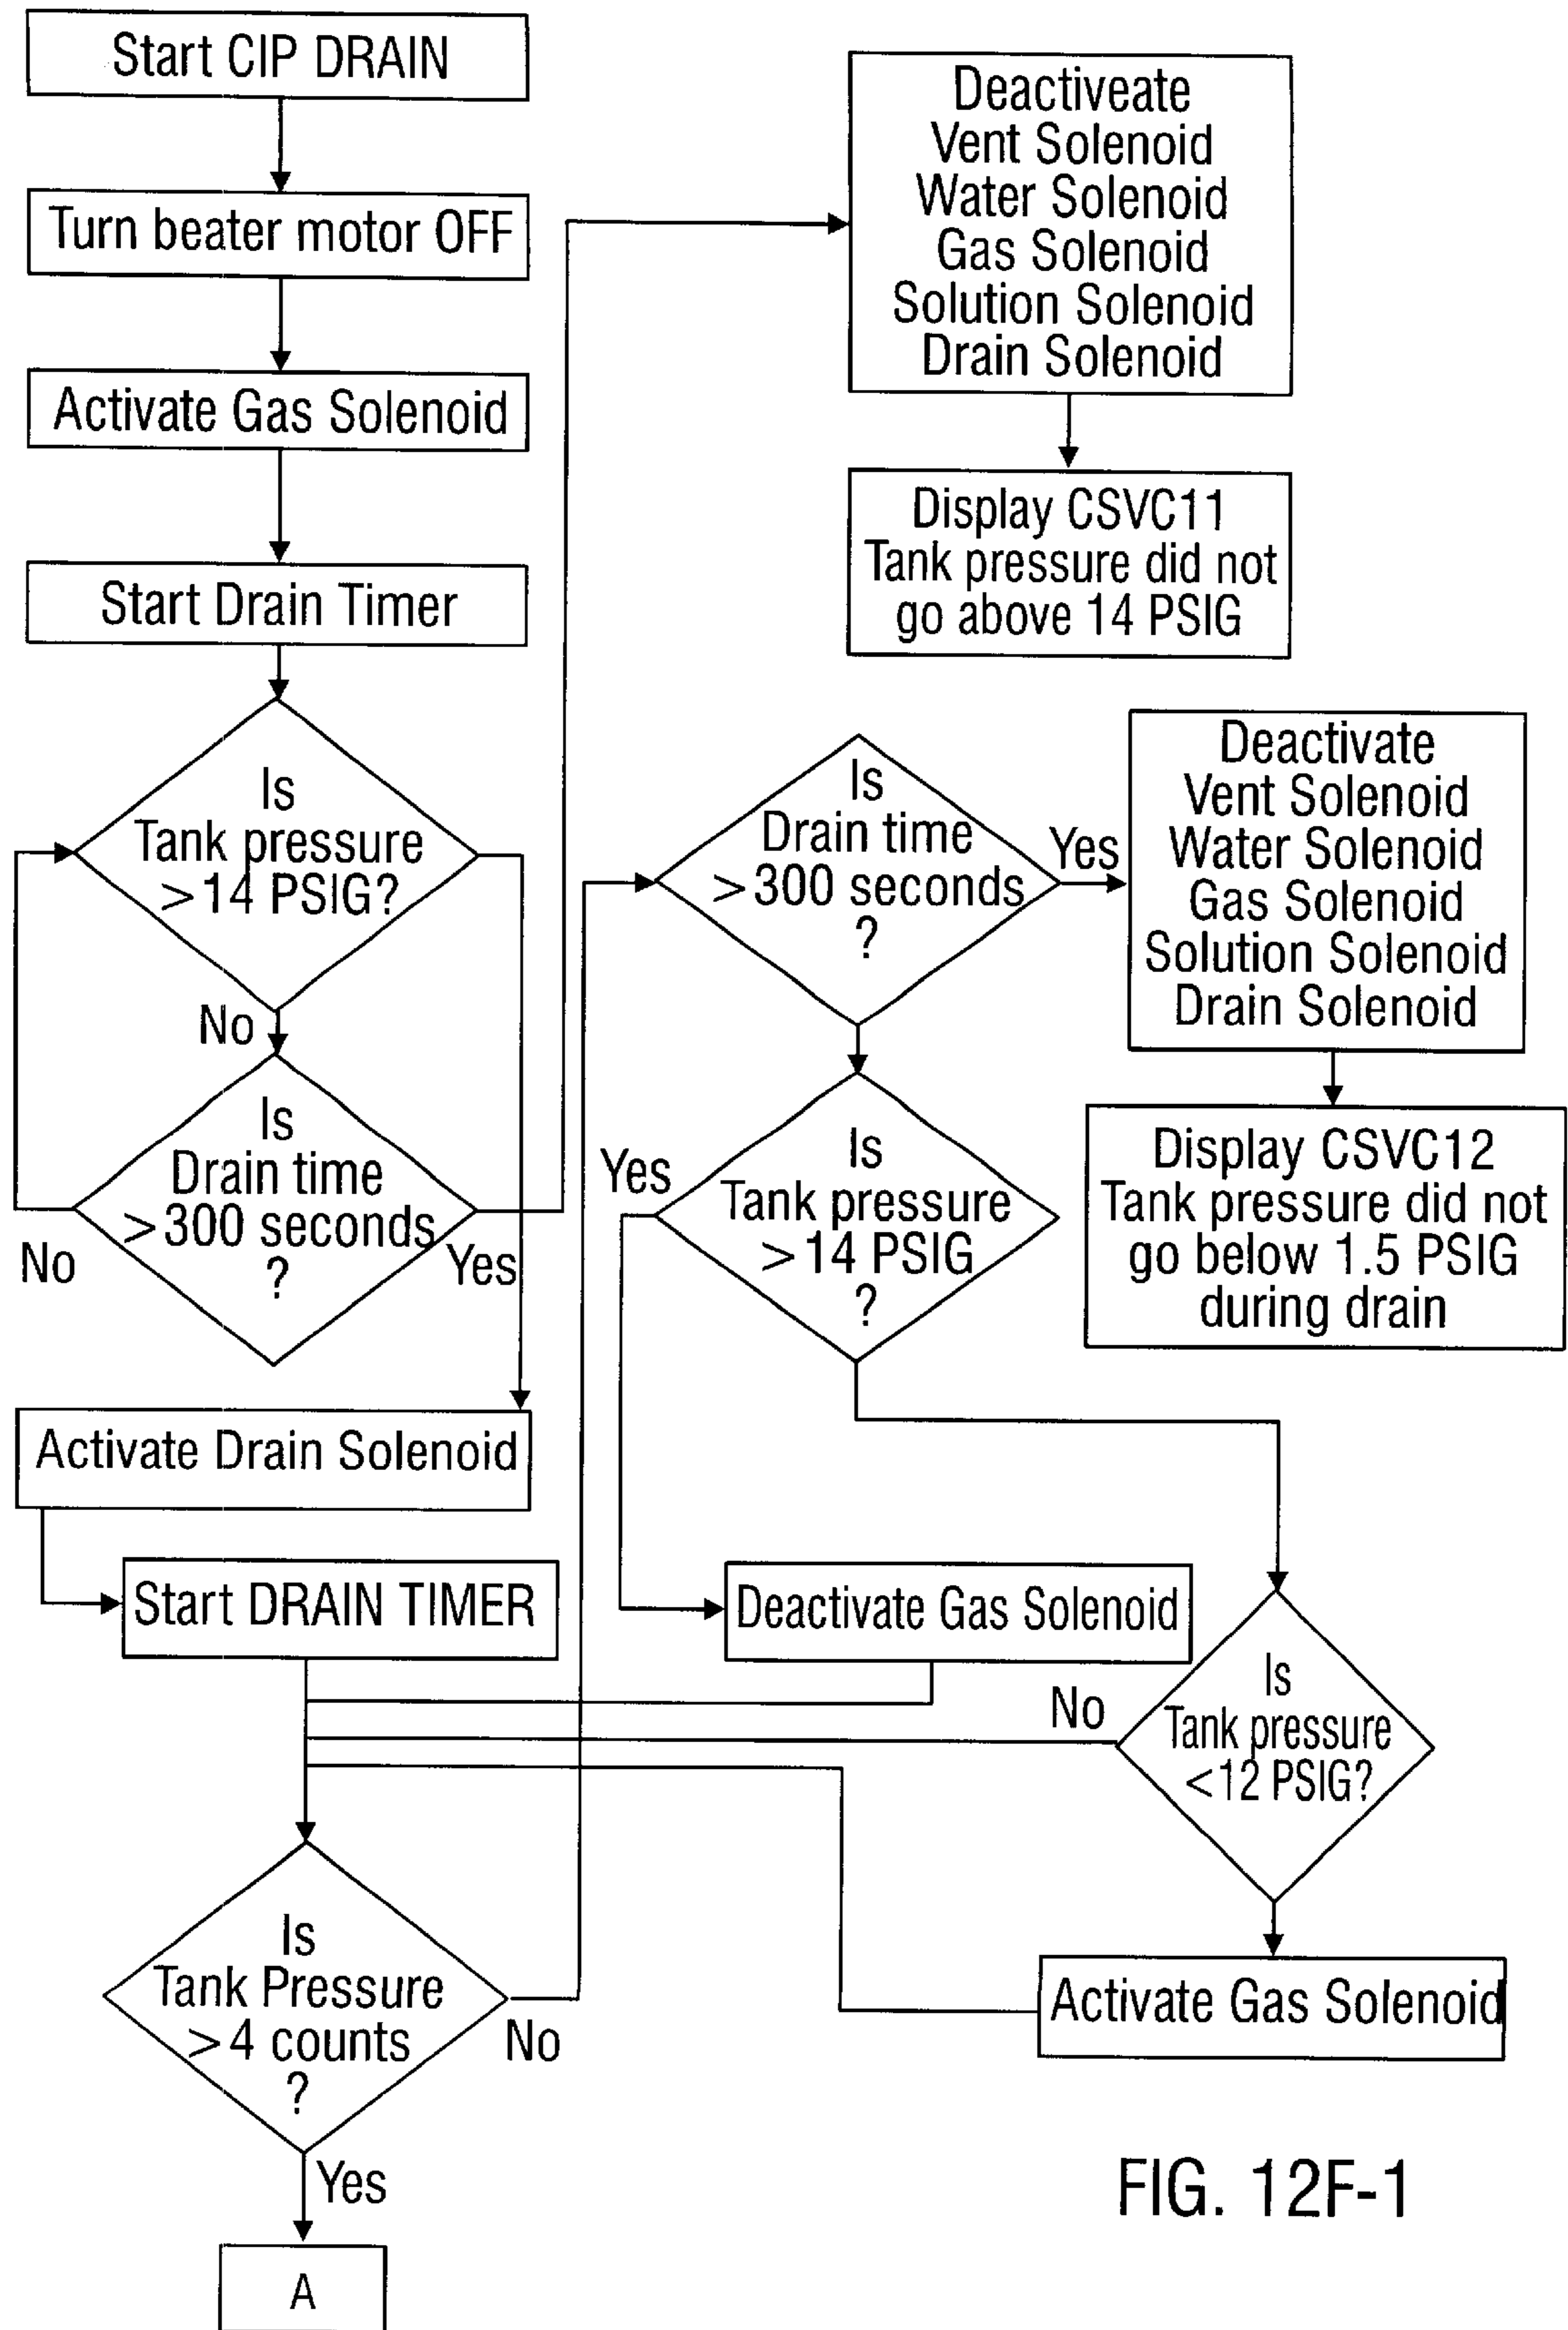 Start CIP DRAIN
Turn beater motor OFF
Activate Gas Solenoid
Start Drain Timer
Is
Tank pressure
>14 PSIG?
No
Is
Drain time
>300 seconds
?
No
Yes
Activate Drain Solenoid
Start DRAIN TIMER
Is
Tank Pressure
>4 counts
?
No
Yes
A
Deactiveate
Vent Solenoid
Water Solenoid
Gas Solenoid
Solution Solenoid
Drain Solenoid
Display CSVC11
Tank pressure did not
go above 14 PSIG
Is
Drain time
>300 seconds
?
Yes
Deactivate
Vent Solenoid
Water Solenoid
Gas Solenoid
Solution Solenoid
Drain Solenoid
Display CSVC12
Tank pressure did not
go below 1.5 PSIG
during drain
Is
Tank pressure
>14 PSIG
?
Yes
Deactivate Gas Solenoid
Is
Tank pressure
<12 PSIG?
No
Activate Gas Solenoid
FIG. 12F-1